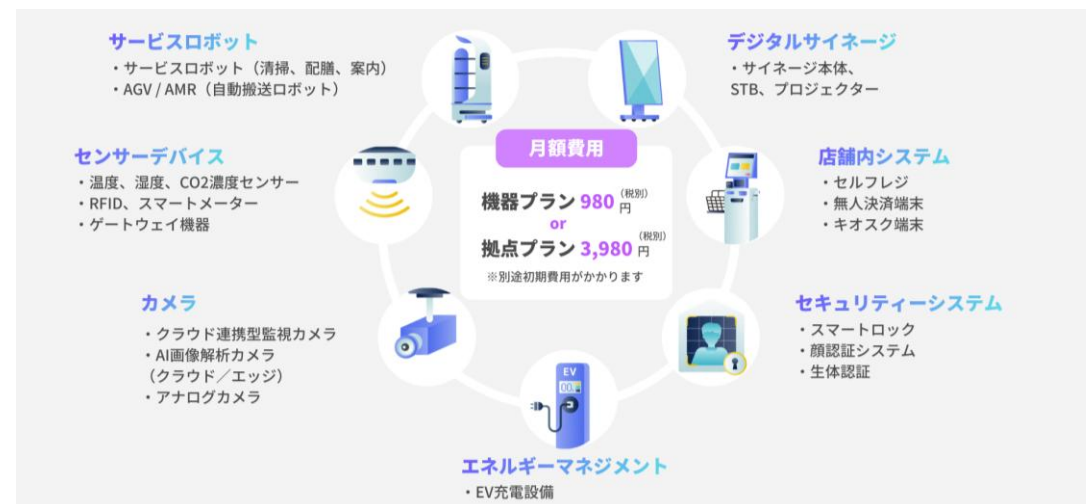 サービスロボット
・サービスロボット（清掃、配膳、案内）
・AGV / AMR（自動搬送ロボット）
デジタルサイネージ
・サイネージ本体、
STB、プロジェクター
センサーデバイス
・温度、湿度、CO2濃度センサー
・RFID、スマートメーター
・ゲートウェイ機器
月額費用
機器プラン 980 円（税別）
or
拠点プラン 3,980 円（税別）
※別途初期費用がかかります
店舗内システム
・セルフレジ
・無人決済端末
・キオスク端末
カメラ
・クラウド連携型監視カメラ
・AI画像解析カメラ
（クラウド／エッジ）
・アナログカメラ
セキュリティーシステム
・スマートロック
・顔認証システム
・生体認証
EV
00.
エネルギーマネジメント
・EV充電設備